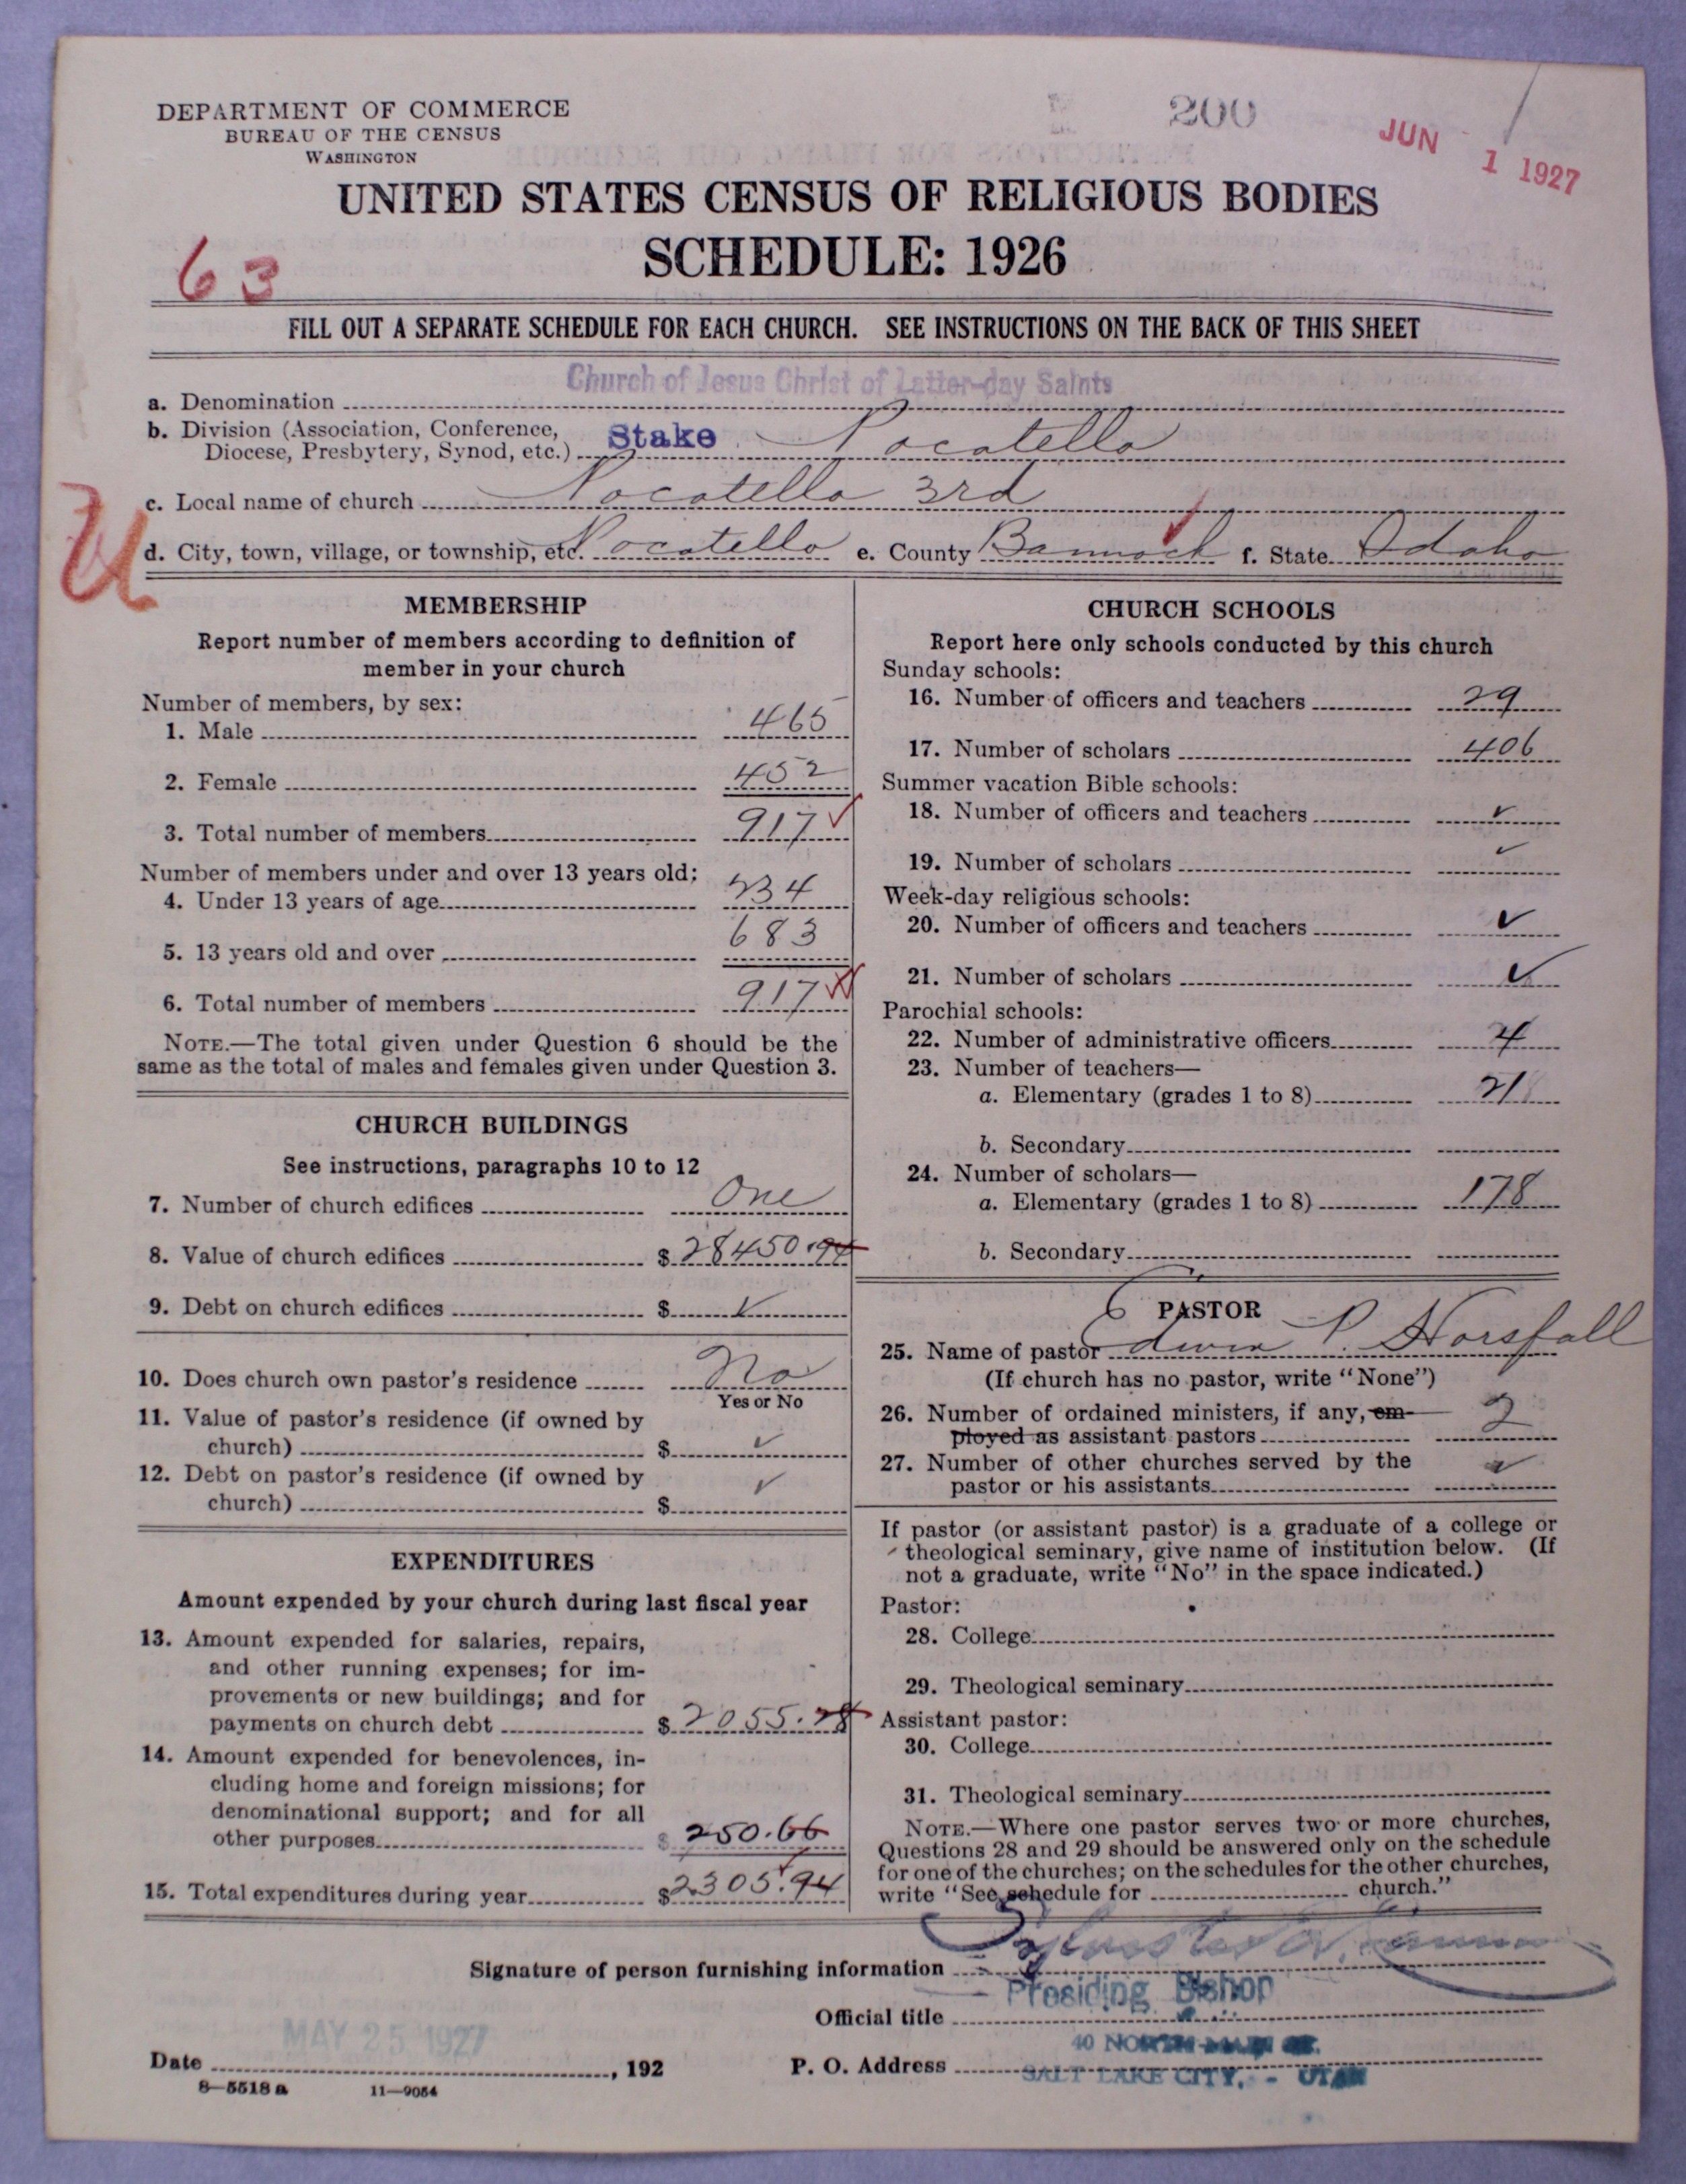 DEPARTMENT OF COMMERCE
BUREAU OF THE CENSUS
WASHINGTON
200
JUN 1 1927
UNITED STATES CENSUS OF RELIGIOUS BODIES
SCHEDULE: 1926
63
FILL OUT A SEPARATE SCHEDULE FOR EACH CHURCH. SEE INSTRUCTIONS ON THE BACK OF THIS SHEET
Church of Jesus Christ of Latter-day Saints
a. Denomination
b. Division (Association, Conference, Diocese, Presbytery, Synod, etc.) Stake Pocatello
c. Local name of church Pocatello 3rd
U
d. City, town, village, or township, etc. Pocatello e. County Bannock f. State Idaho
MEMBERSHIP
Report number of members according to definition of
member in your church
Number of members, by sex:
1. Male 465
2. Female 452
3. Total number of members 917
Number of members under and over 13 years old:
4. Under 13 years of age 234
5. 13 years old and over 683
6. Total number of members 917
NOTE.—The total given under Question 6 should be the
same as the total of males and females given under Question 3.
CHURCH BUILDINGS
See instructions, paragraphs 10 to 12
7. Number of church edifices One
8. Value of church edifices $ 28450.94
9. Debt on church edifices $ ✓
10. Does church own pastor's residence No
Yes or No
11. Value of pastor's residence (if owned by
church) $ ✓
12. Debt on pastor's residence (if owned by
church) $ ✓
EXPENDITURES
Amount expended by your church during last fiscal year
13. Amount expended for salaries, repairs,
and other running expenses; for im-
provements or new buildings; and for
payments on church debt $ 2055.28
14. Amount expended for benevolences, in-
cluding home and foreign missions; for
denominational support; and for all
other purposes $ 250.66
15. Total expenditures during year $ 2305.94
CHURCH SCHOOLS
Report here only schools conducted by this church
Sunday schools:
16. Number of officers and teachers 29
17. Number of scholars 406
Summer vacation Bible schools:
18. Number of officers and teachers ✓
19. Number of scholars ✓
Week-day religious schools:
20. Number of officers and teachers ✓
21. Number of scholars ✓
Parochial schools:
22. Number of administrative officers 4
23. Number of teachers—
a. Elementary (grades 1 to 8) 21
b. Secondary
24. Number of scholars—
a. Elementary (grades 1 to 8) 178
b. Secondary
PASTOR
25. Name of pastor Edwin P. Horsfall
(If church has no pastor, write "None")
26. Number of ordained ministers, if any, em-
ployed as assistant pastors 2
27. Number of other churches served by the
pastor or his assistants ✓
If pastor (or assistant pastor) is a graduate of a college or
theological seminary, give name of institution below. (If
not a graduate, write "No" in the space indicated.)
Pastor:
28. College
29. Theological seminary
Assistant pastor:
30. College
31. Theological seminary
NOTE.—Where one pastor serves two or more churches,
Questions 28 and 29 should be answered only on the schedule
for one of the churches; on the schedules for the other churches,
write "See schedule for church."
Signature of person furnishing information
Presiding Bishop
Official title
MAY 25 1927
40 NORTH MAIN ST.
Date , 192 P. O. Address SALT LAKE CITY, - UTAH
8—5518 a 11—9054